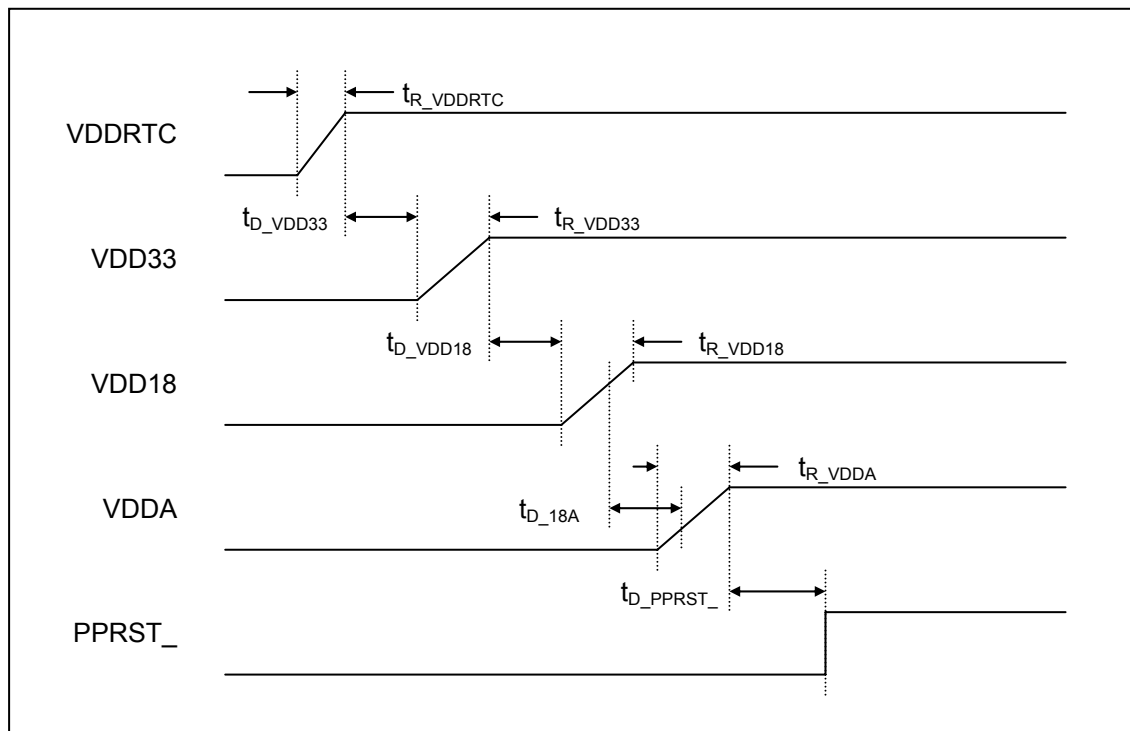 t_R_VDDRTC
VDDRTC
t_D_VDD33
t_R_VDD33
VDD33
t_D_VDD18
t_R_VDD18
VDD18
t_R_VDDA
VDDA
t_D_18A
t_D_PPRST_
PPRST_